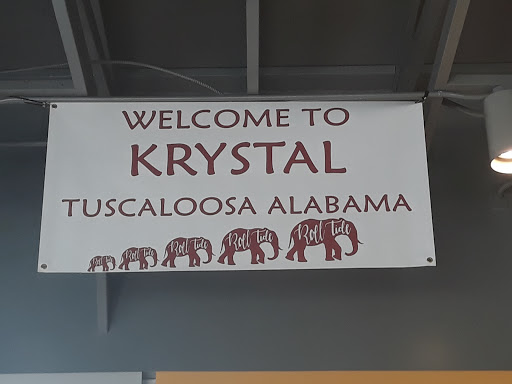 WELCOME TO
KRYSTAL
TUSCALOOSA ALABAMA
Roll Tide Roll Tide Roll Tide Roll Tide Roll Tide